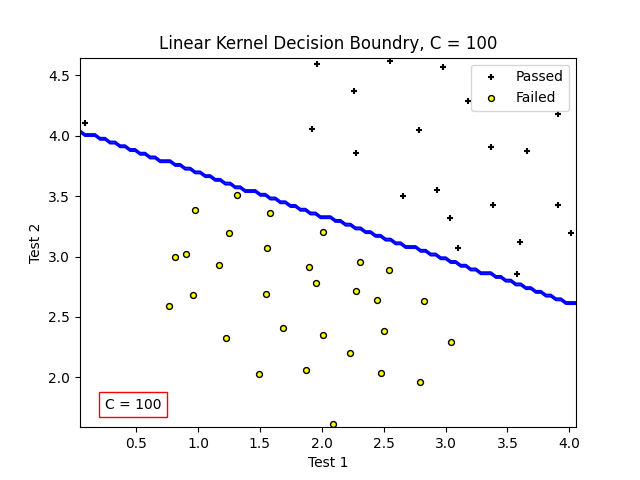 Linear Kernel Decision Boundry, C = 100
Passed
Failed
4.5
4.0
3.5
3.0
2.5
2.0
Test 2
C = 100
0.5 1.0 1.5 2.0 2.5 3.0 3.5 4.0
Test 1